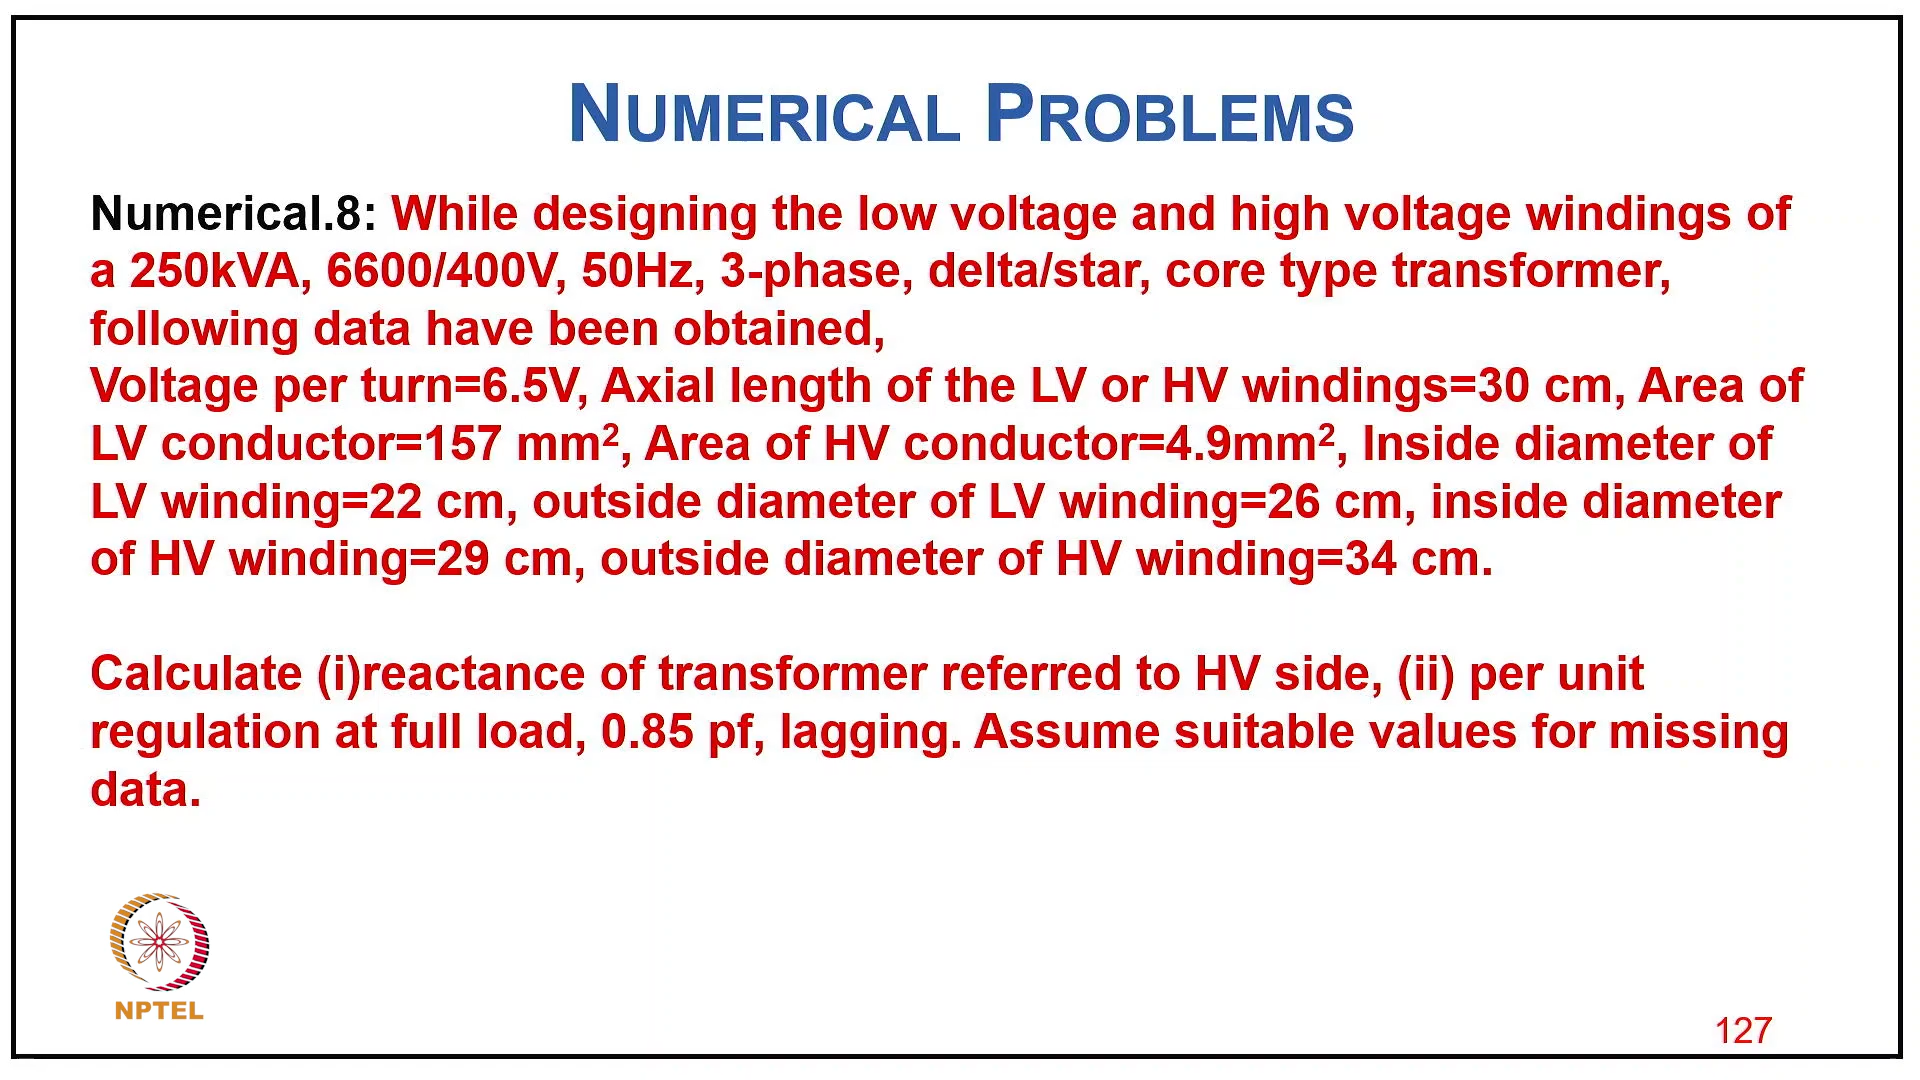 NUMERICAL PROBLEMS
Numerical.8: While designing the low voltage and high voltage windings of
a 250kVA, 6600/400V, 50Hz, 3-phase, delta/star, core type transformer,
following data have been obtained,
Voltage per turn=6.5V, Axial length of the LV or HV windings=30 cm, Area of
LV conductor=157 mm², Area of HV conductor=4.9mm², Inside diameter of
LV winding=22 cm, outside diameter of LV winding=26 cm, inside diameter
of HV winding=29 cm, outside diameter of HV winding=34 cm.
Calculate (i)reactance of transformer referred to HV side, (ii) per unit
regulation at full load, 0.85 pf, lagging. Assume suitable values for missing
data.
NPTEL
127